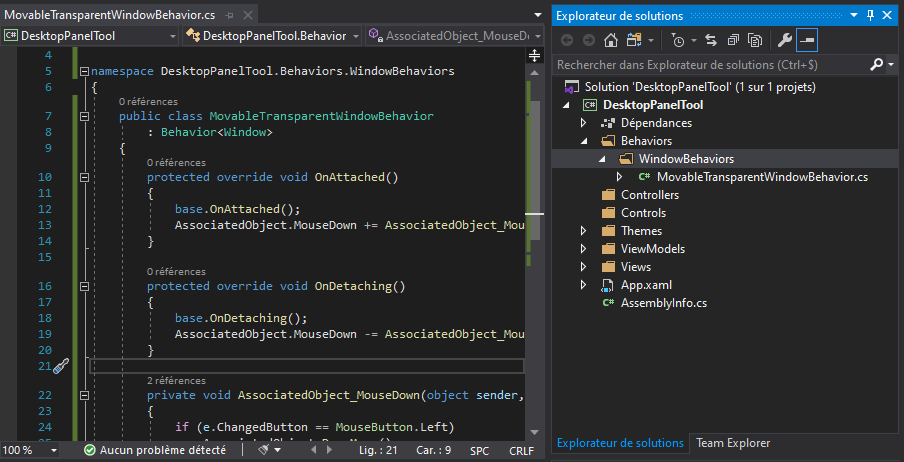 MovableTransparentWindowBehavior.cs
DesktopPanelTool
DesktopPanelTool.Behavior
AssociatedObject_MouseDo
4
5 namespace DesktopPanelTool.Behaviors.WindowBehaviors
6 {
0 références
7 public class MovableTransparentWindowBehavior
8 : Behavior<Window>
9 {
0 références
10 protected override void OnAttached()
11 {
12 base.OnAttached();
13 AssociatedObject.MouseDown += AssociatedObject_Mou
14 }
15
0 références
16 protected override void OnDetaching()
17 {
18 base.OnDetaching();
19 AssociatedObject.MouseDown -= AssociatedObject_Mou
20 }
21
2 références
22 private void AssociatedObject_MouseDown(object sender,
23 {
24 if (e.ChangedButton == MouseButton.Left)
100 %
Aucun problème détecté
Lig. : 21
Car. : 9
SPC
CRLF
Explorateur de solutions
Rechercher dans Explorateur de solutions (Ctrl+$)
Solution 'DesktopPanelTool' (1 sur 1 projets)
DesktopPanelTool
Dépendances
Behaviors
WindowBehaviors
C# MovableTransparentWindowBehavior.cs
Controllers
Controls
Themes
ViewModels
Views
App.xaml
C# AssemblyInfo.cs
Explorateur de solutions
Team Explorer